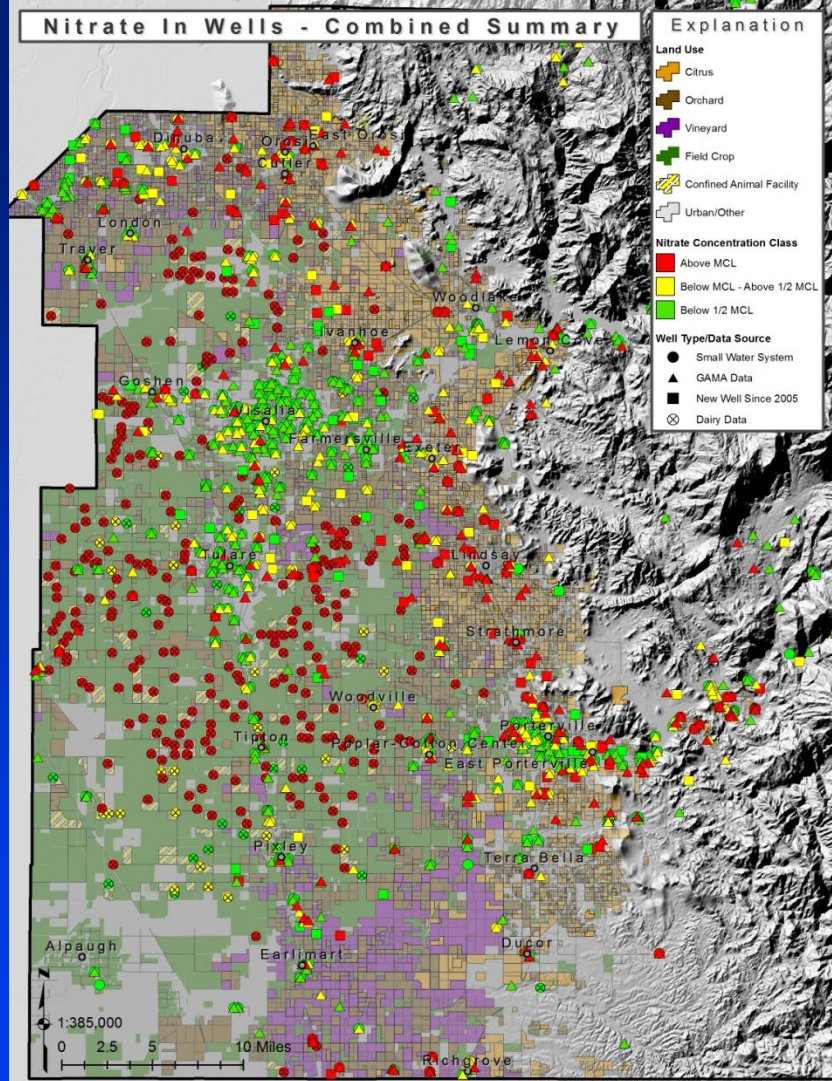 Nitrate In Wells - Combined Summary
Explanation
Land Use
Citrus
Orchard
Vineyard
Field Crop
Confined Animal Facility
Urban/Other
Nitrate Concentration Class
Above MCL
Below MCL - Above 1/2 MCL
Below 1/2 MCL
Well Type/Data Source
Small Water System
GAMA Data
New Well Since 2005
Dairy Data
Dinuba
Orosi
East Orosi
Cutler
London
Traver
Woodlake
Ivanhoe
Lemon Cove
Goshen
Visalia
Farmersville
Exeter
Tulare
Lindsay
Strathmore
Woodville
Porterville
Tipton
Poplar-Cotton Center
East Porterville
Pixley
Terra Bella
Alpaugh
Ducor
Earlimart
N
1:385,000
0 2.5 5 10 Miles
Richgrove